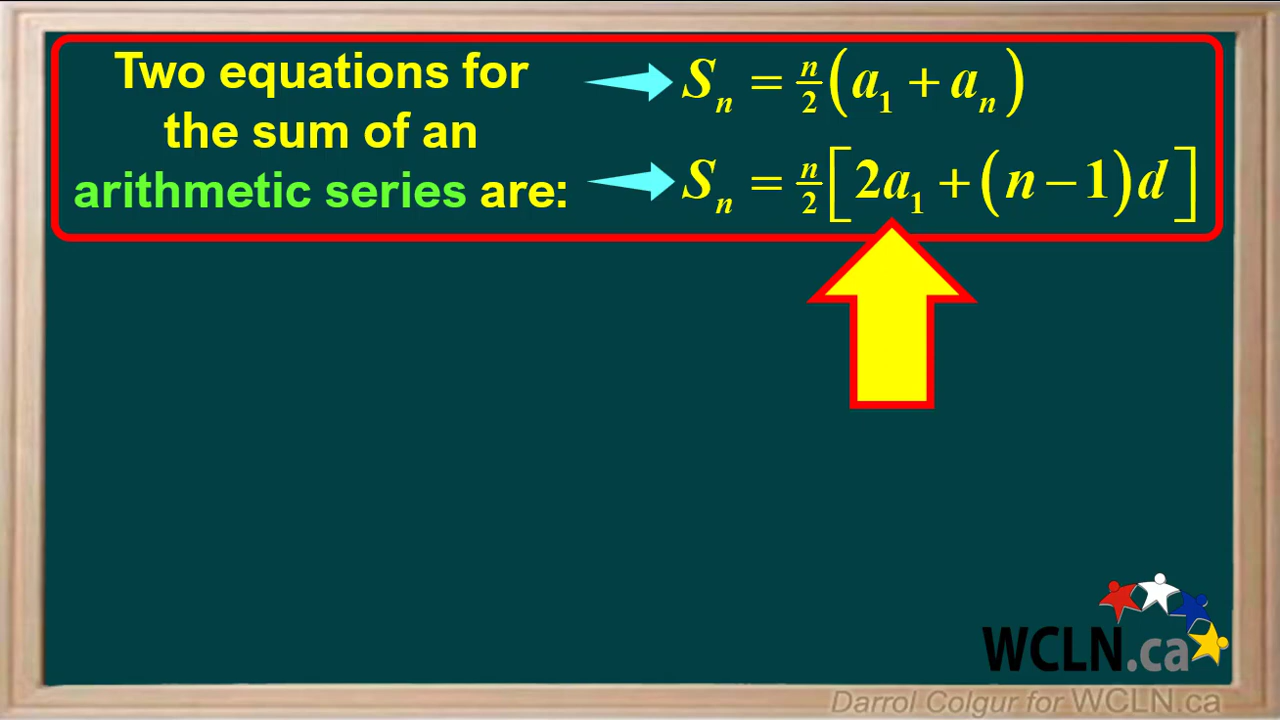 Two equations for
the sum of an
arithmetic series are:
Sₙ = n/2 (a₁ + aₙ)
Sₙ = n/2 [2a₁ + (n − 1)d]
WCLN.ca
Darrol Colgur for WCLN.ca